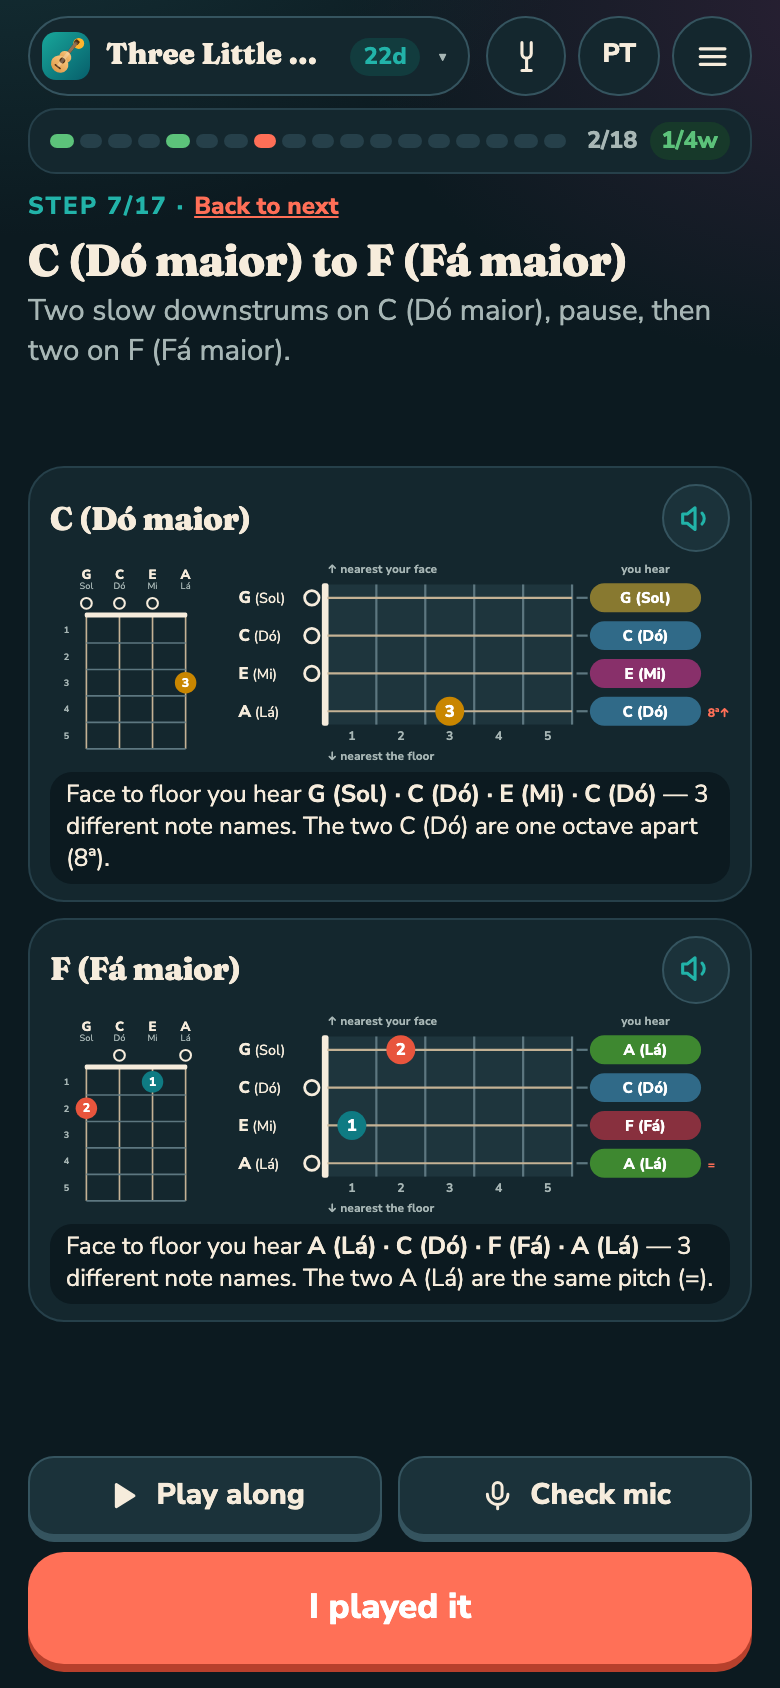 Three Little ... 22d ▾ PT
2/18 1/4w
STEP 7/17 · Back to next
C (Dó maior) to F (Fá maior)
Two slow downstrums on C (Dó maior), pause, then
two on F (Fá maior).
C (Dó maior)
G C E A
Sol Dó Mi Lá
1
2
3 3
4
5
↑ nearest your face you hear
G (Sol) G (Sol)
C (Dó) C (Dó)
E (Mi) E (Mi)
A (Lá) 3 C (Dó) 8ª↑
1 2 3 4 5
↓ nearest the floor
Face to floor you hear G (Sol) · C (Dó) · E (Mi) · C (Dó) — 3
different note names. The two C (Dó) are one octave apart
(8ª).
F (Fá maior)
G C E A
Sol Dó Mi Lá
1 1
2 2
3
4
5
↑ nearest your face you hear
G (Sol) 2 A (Lá)
C (Dó) C (Dó)
E (Mi) 1 F (Fá)
A (Lá) A (Lá) =
1 2 3 4 5
↓ nearest the floor
Face to floor you hear A (Lá) · C (Dó) · F (Fá) · A (Lá) — 3
different note names. The two A (Lá) are the same pitch (=).
Play along
Check mic
I played it